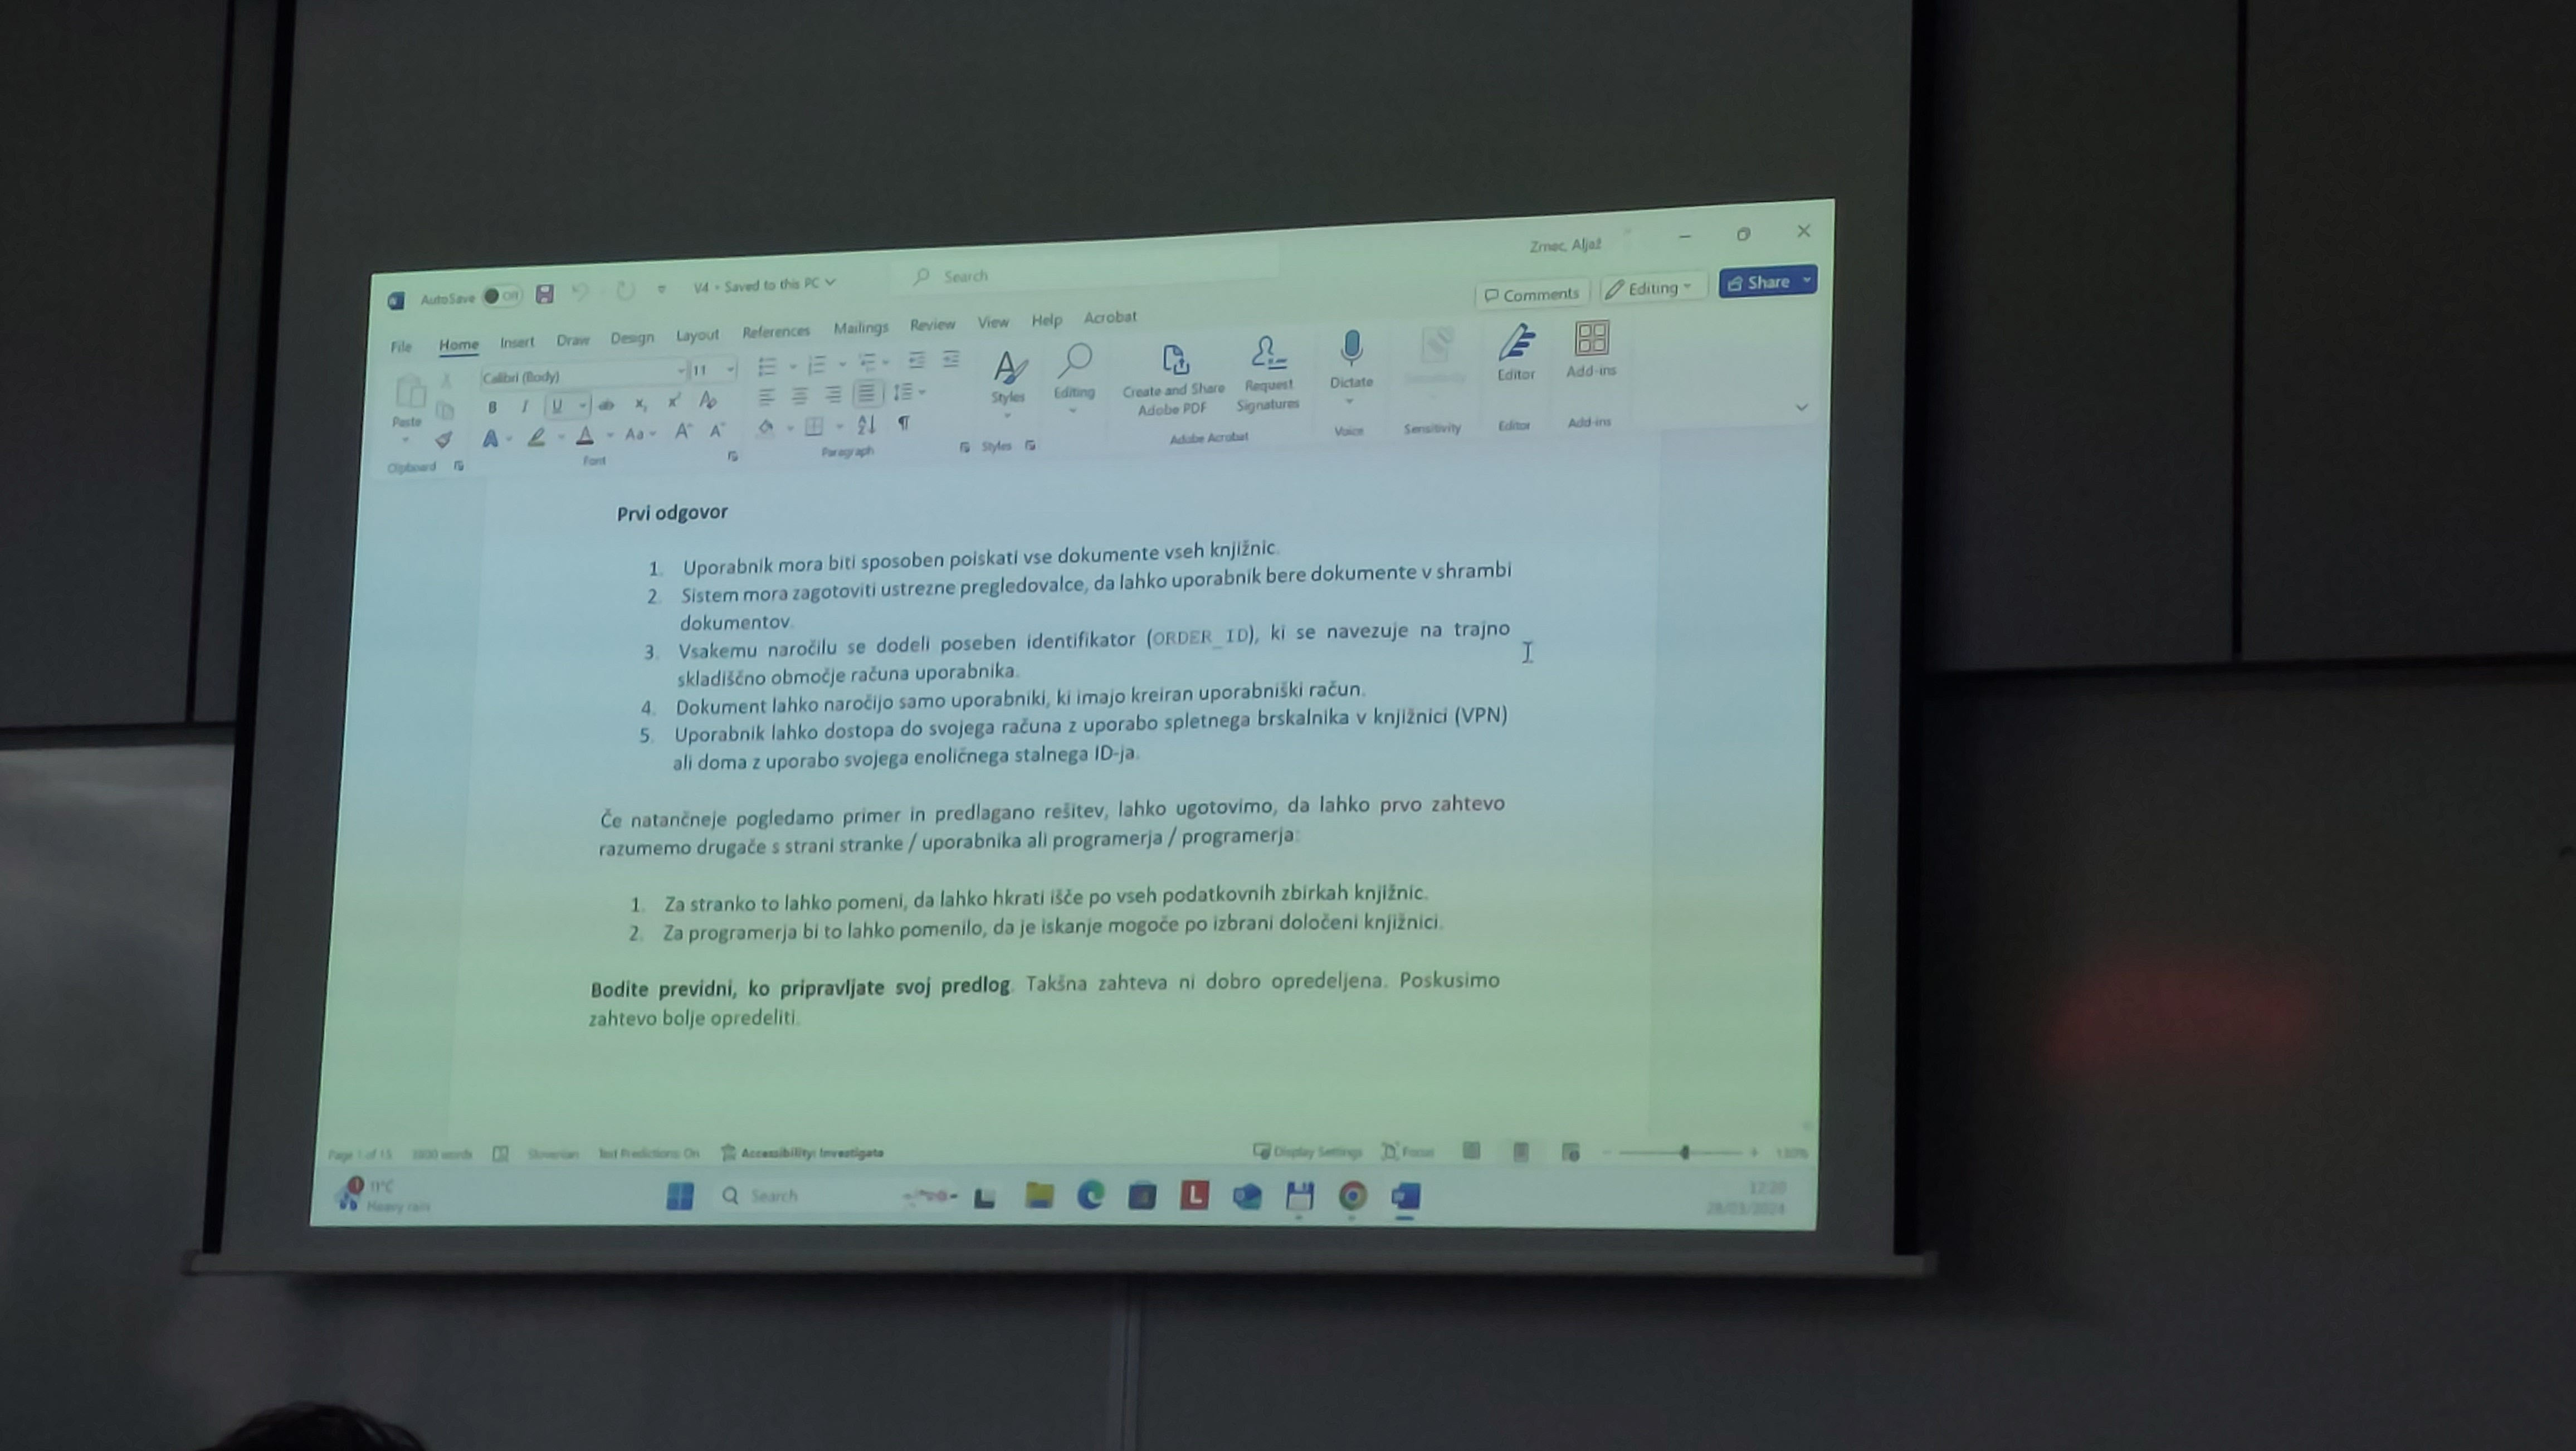 Zrnec, Aljaž
AutoSave Off V4 • Saved to this PC Search
Comments Editing Share
File Home Insert Draw Design Layout References Mailings Review View Help Acrobat
Calibri (Body) 11
Paste
B I U ab x₂ x² A
A A Aa A A
Styles
Editing
Create and Share
Adobe PDF
Request
Signatures
Dictate
Editor
Add-ins
Clipboard Font Paragraph Styles Adobe Acrobat Voice Sensitivity Editor Add-ins
Prvi odgovor
1. Uporabnik mora biti sposoben poiskati vse dokumente vseh knjižnic.
2. Sistem mora zagotoviti ustrezne pregledovalce, da lahko uporabnik bere dokumente v shrambi
dokumentov.
3. Vsakemu naročilu se dodeli poseben identifikator (ORDER_ID), ki se navezuje na trajno
skladiščno območje računa uporabnika.
4. Dokument lahko naročijo samo uporabniki, ki imajo kreiran uporabniški račun.
5. Uporabnik lahko dostopa do svojega računa z uporabo spletnega brskalnika v knjižnici (VPN)
ali doma z uporabo svojega enoličnega stalnega ID-ja.
Če natančneje pogledamo primer in predlagano rešitev, lahko ugotovimo, da lahko prvo zahtevo
razumemo drugače s strani stranke / uporabnika ali programerja / programerja:
1. Za stranko to lahko pomeni, da lahko hkrati išče po vseh podatkovnih zbirkah knjižnic.
2. Za programerja bi to lahko pomenilo, da je iskanje mogoče po izbrani določeni knjižnici.
Bodite previdni, ko pripravljate svoj predlog. Takšna zahteva ni dobro opredeljena. Poskusimo
zahtevo bolje opredeliti.
Page 1 of 15 words Slovenian Text Predictions: On Accessibility: Investigate Display Settings Focus 130%
11°C
Heavy rain
Search
12:20
28/03/2024